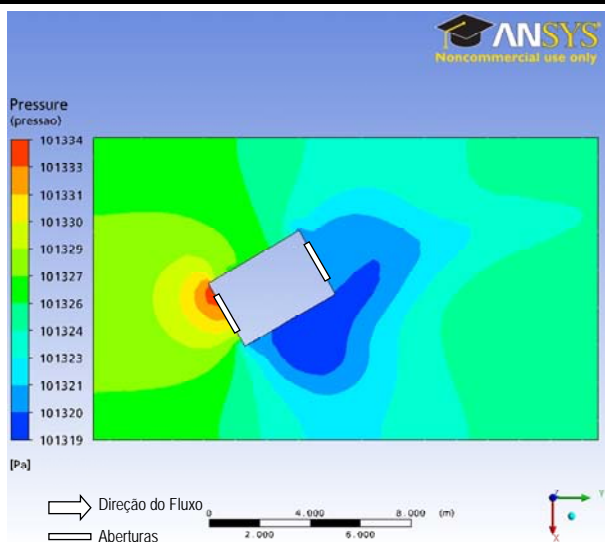 ANSYS
Noncommercial use only
Pressure
(pressao)
101334
101333
101331
101330
101329
101327
101326
101324
101323
101321
101320
101319
[Pa]
Direção do Fluxo
Aberturas
0 4.000 8.000 (m)
2.000 6.000
Z Y
X